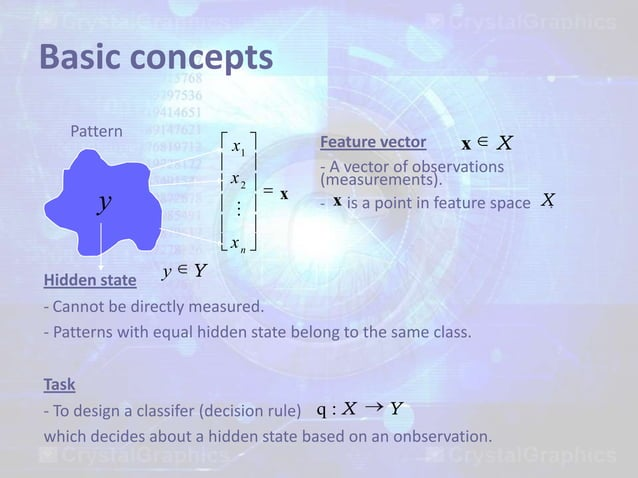 CrystalGraphics CrystalGraphics
Basic concepts
Pattern
y
x1
x2
⋮
xn
= x
Feature vector x ∈ X
- A vector of observations
(measurements).
- x is a point in feature space X.
Hidden state y ∈ Y
- Cannot be directly measured.
- Patterns with equal hidden state belong to the same class.
Task
- To design a classifer (decision rule) q : X → Y
which decides about a hidden state based on an onbservation.
CrystalGraphics CrystalGraphics